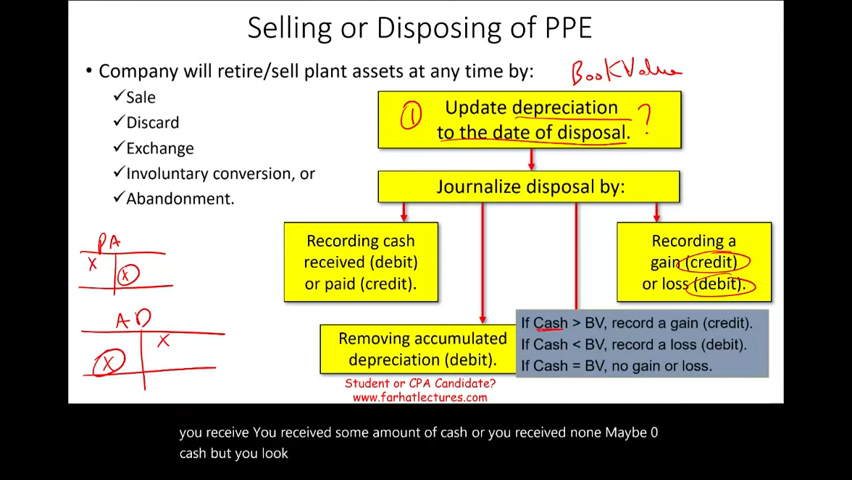 Selling or Disposing of PPE
• Company will retire/sell plant assets at any time by:
✓Sale
✓Discard
✓Exchange
✓Involuntary conversion, or
✓Abandonment.
Book Value
① Update depreciation ?
to the date of disposal.
Journalize disposal by:
Recording cash
received (debit)
or paid (credit).
Recording a
gain (credit)
or loss (debit).
Removing accumulated
depreciation (debit).
If Cash > BV, record a gain (credit).
If Cash < BV, record a loss (debit).
If Cash = BV, no gain or loss.
PA
X X
AD
X
X
Student or CPA Candidate?
www.farhatlectures.com
you receive You received some amount of cash or you received none Maybe 0
cash but you look